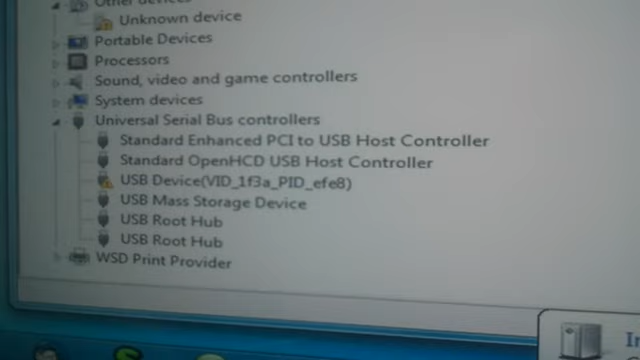 Other devices
Unknown device
Portable Devices
Processors
Sound, video and game controllers
System devices
Universal Serial Bus controllers
Standard Enhanced PCI to USB Host Controller
Standard OpenHCD USB Host Controller
USB Device(VID_1f3a_PID_efe8)
USB Mass Storage Device
USB Root Hub
USB Root Hub
WSD Print Provider